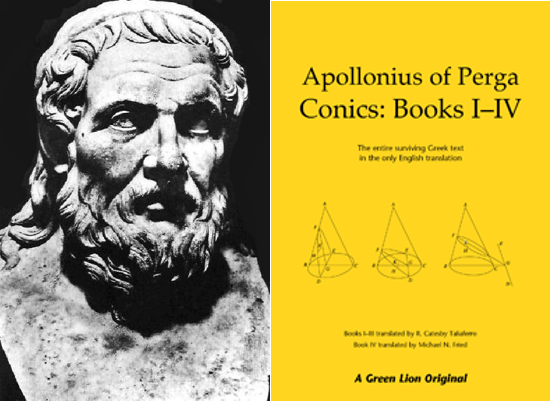 Apollonius of Perga
Conics: Books I–IV
The entire surviving Greek text
in the only English translation
Books I–III translated by R. Catesby Taliaferro
Book IV translated by Michael N. Fried
A Green Lion Original